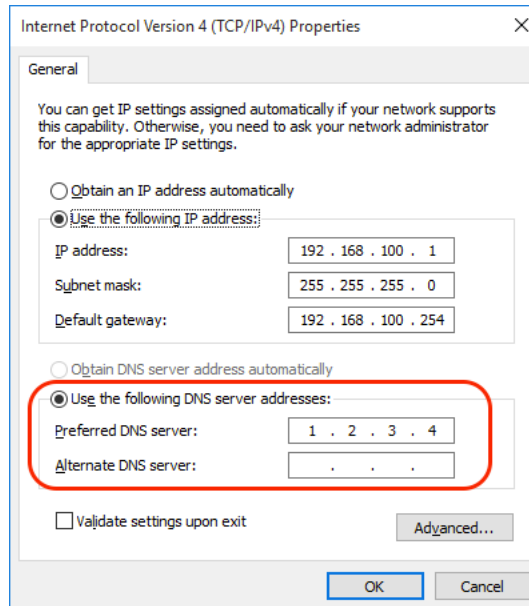 Internet Protocol Version 4 (TCP/IPv4) Properties
General
You can get IP settings assigned automatically if your network supports
this capability. Otherwise, you need to ask your network administrator
for the appropriate IP settings.
Obtain an IP address automatically
Use the following IP address:
IP address: 192 . 168 . 100 . 1
Subnet mask: 255 . 255 . 255 . 0
Default gateway: 192 . 168 . 100 . 254
Obtain DNS server address automatically
Use the following DNS server addresses:
Preferred DNS server: 1 . 2 . 3 . 4
Alternate DNS server: . . .
Validate settings upon exit
Advanced...
OK Cancel